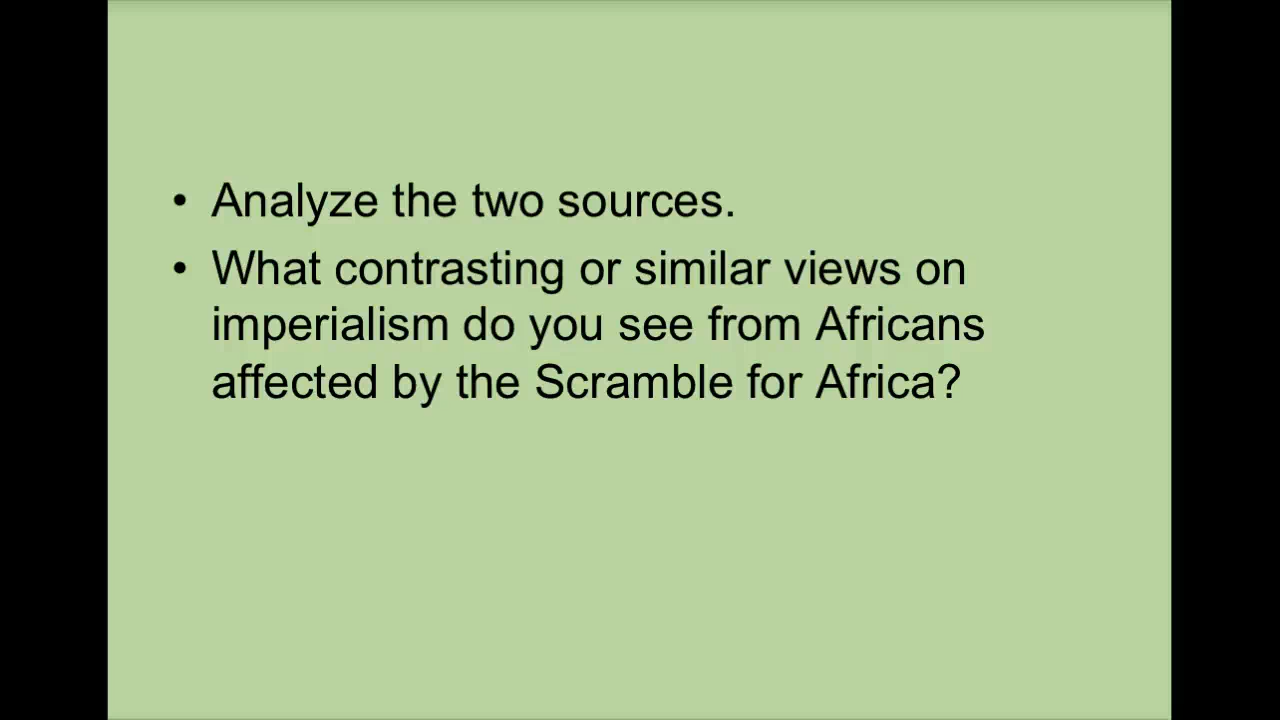 • Analyze the two sources.
• What contrasting or similar views on
imperialism do you see from Africans
affected by the Scramble for Africa?